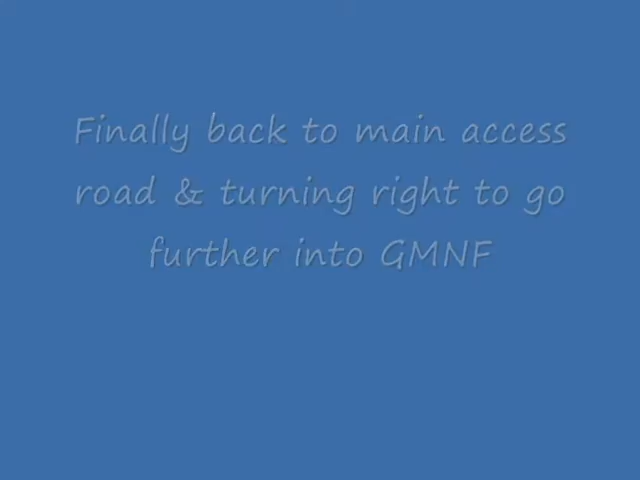 Finally back to main access
road & turning right to go
further into GMNF